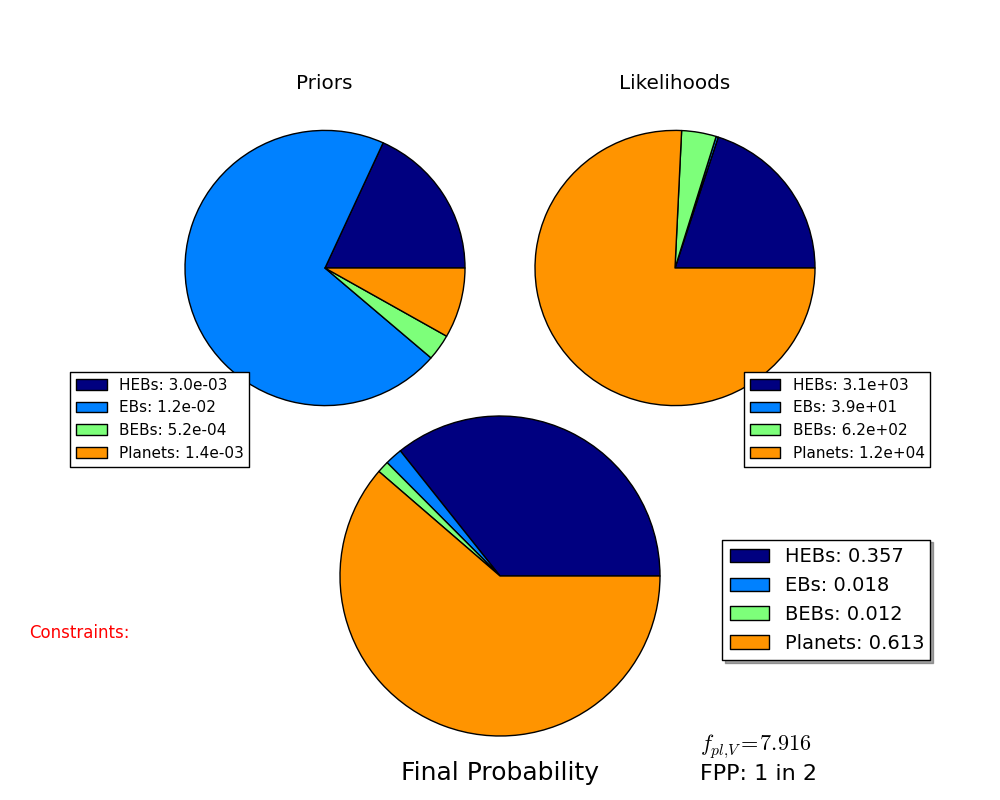 Priors
Likelihoods
HEBs: 3.0e-03
EBs: 1.2e-02
BEBs: 5.2e-04
Planets: 1.4e-03
HEBs: 3.1e+03
EBs: 3.9e+01
BEBs: 6.2e+02
Planets: 1.2e+04
HEBs: 0.357
EBs: 0.018
BEBs: 0.012
Planets: 0.613
Constraints:
f_{pl,V}=7.916
Final Probability
FPP: 1 in 2